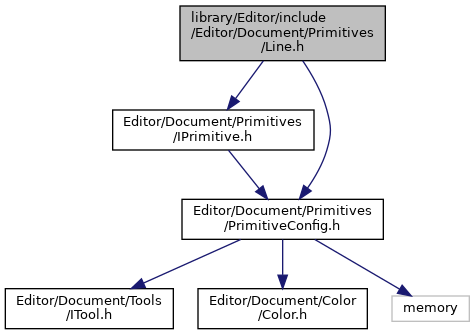 library/Editor/include
/Editor/Document/Primitives
/Line.h
Editor/Document/Primitives
/IPrimitive.h
Editor/Document/Primitives
/PrimitiveConfig.h
Editor/Document/Tools
/ITool.h
Editor/Document/Color
/Color.h
memory